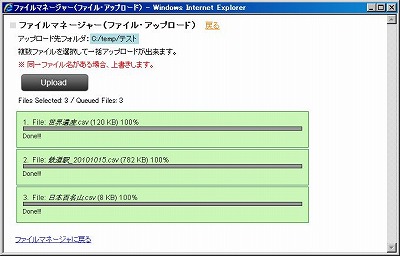 ファイルマネージャー(ファイル・アップロード) - Windows Internet Explorer
ファイルマネージャー(ファイル・アップロード) 戻る
アップロード先フォルダ: C:/temp/テスト
複数ファイルを選択して一括アップロードが出来ます。
※ 同一ファイル名がある場合、上書きします。
Upload
Files Selected: 3 / Queued Files: 3
1. File: 世界遺産.csv (120 KB) 100%
Done!!!
2. File: 鉄道駅_20101015.csv (782 KB) 100%
Done!!!
3. File: 日本百名山.csv (8 KB) 100%
Done!!!
ファイルマネージャに戻る